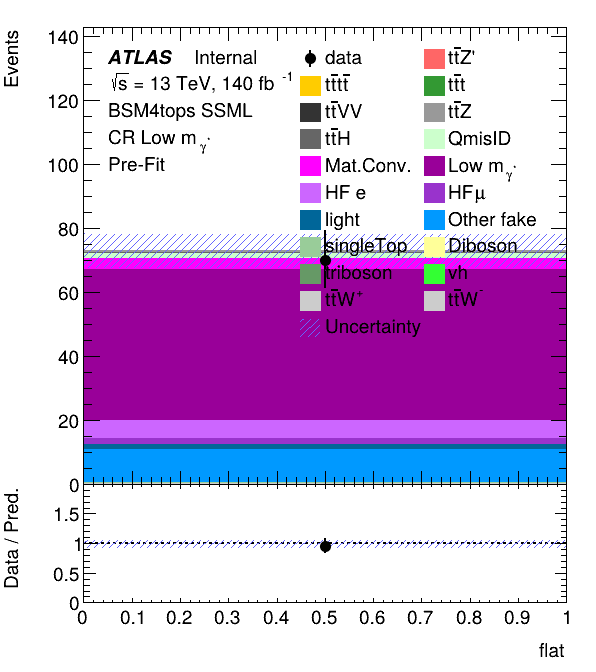 Events
140
120
100
80
60
40
20
0
ATLAS Internal
√s = 13 TeV, 140 fb⁻¹
BSM4tops SSML
CR Low m_γ*
Pre-Fit
data
tt̄Z'
tt̄tt̄
tt̄t
tt̄VV
tt̄Z
tt̄H
QmisID
Mat.Conv.
Low m_γ*
HF e
HF μ
light
Other fake
singleTop
Diboson
triboson
vh
tt̄W⁺
tt̄W⁻
Uncertainty
Data / Pred.
1.5
1
0.5
0
0 0.1 0.2 0.3 0.4 0.5 0.6 0.7 0.8 0.9 1
flat